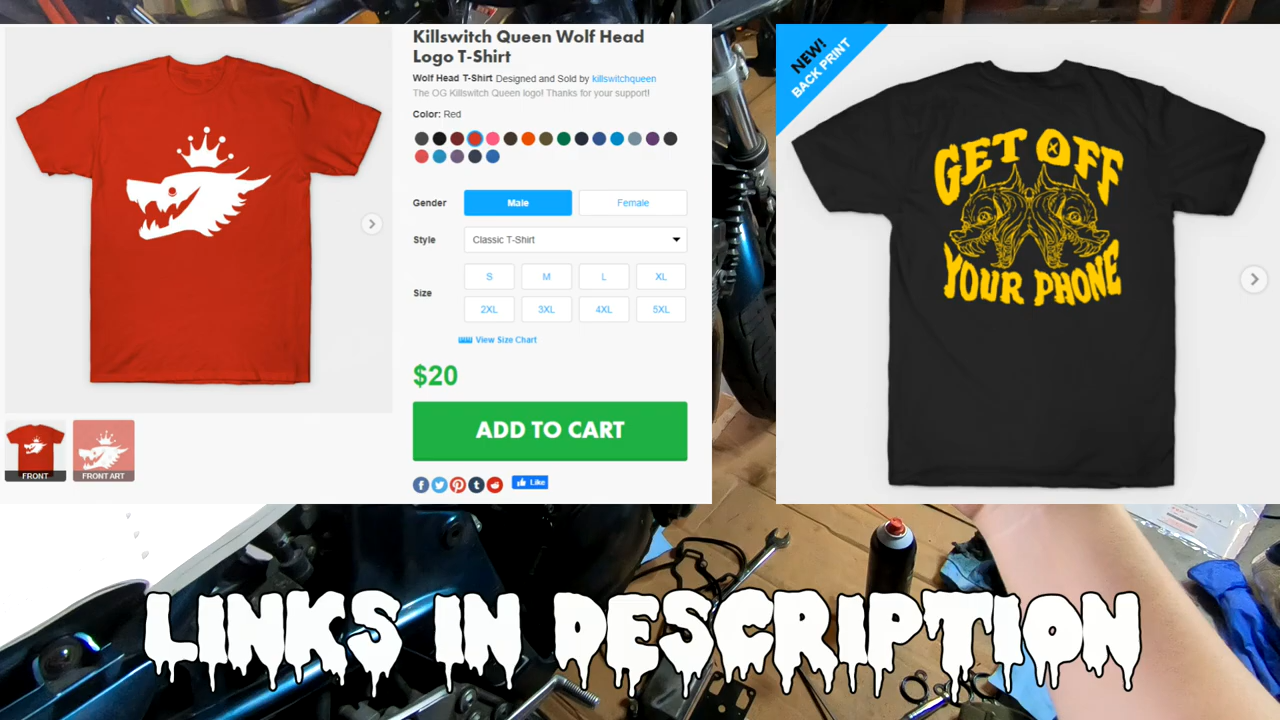 Killswitch Queen Wolf Head
Logo T-Shirt
Wolf Head T-Shirt Designed and Sold by killswitchqueen
The OG Killswitch Queen logo! Thanks for your support!
Color: Red
Gender Male Female
Style Classic T-Shirt
Size
S M L XL
2XL 3XL 4XL 5XL
View Size Chart
$20
ADD TO CART
Like
FRONT
FRONT ART
NEW!
BACK PRINT
GET OFF
YOUR PHONE
LINKS IN DESCRIPTION